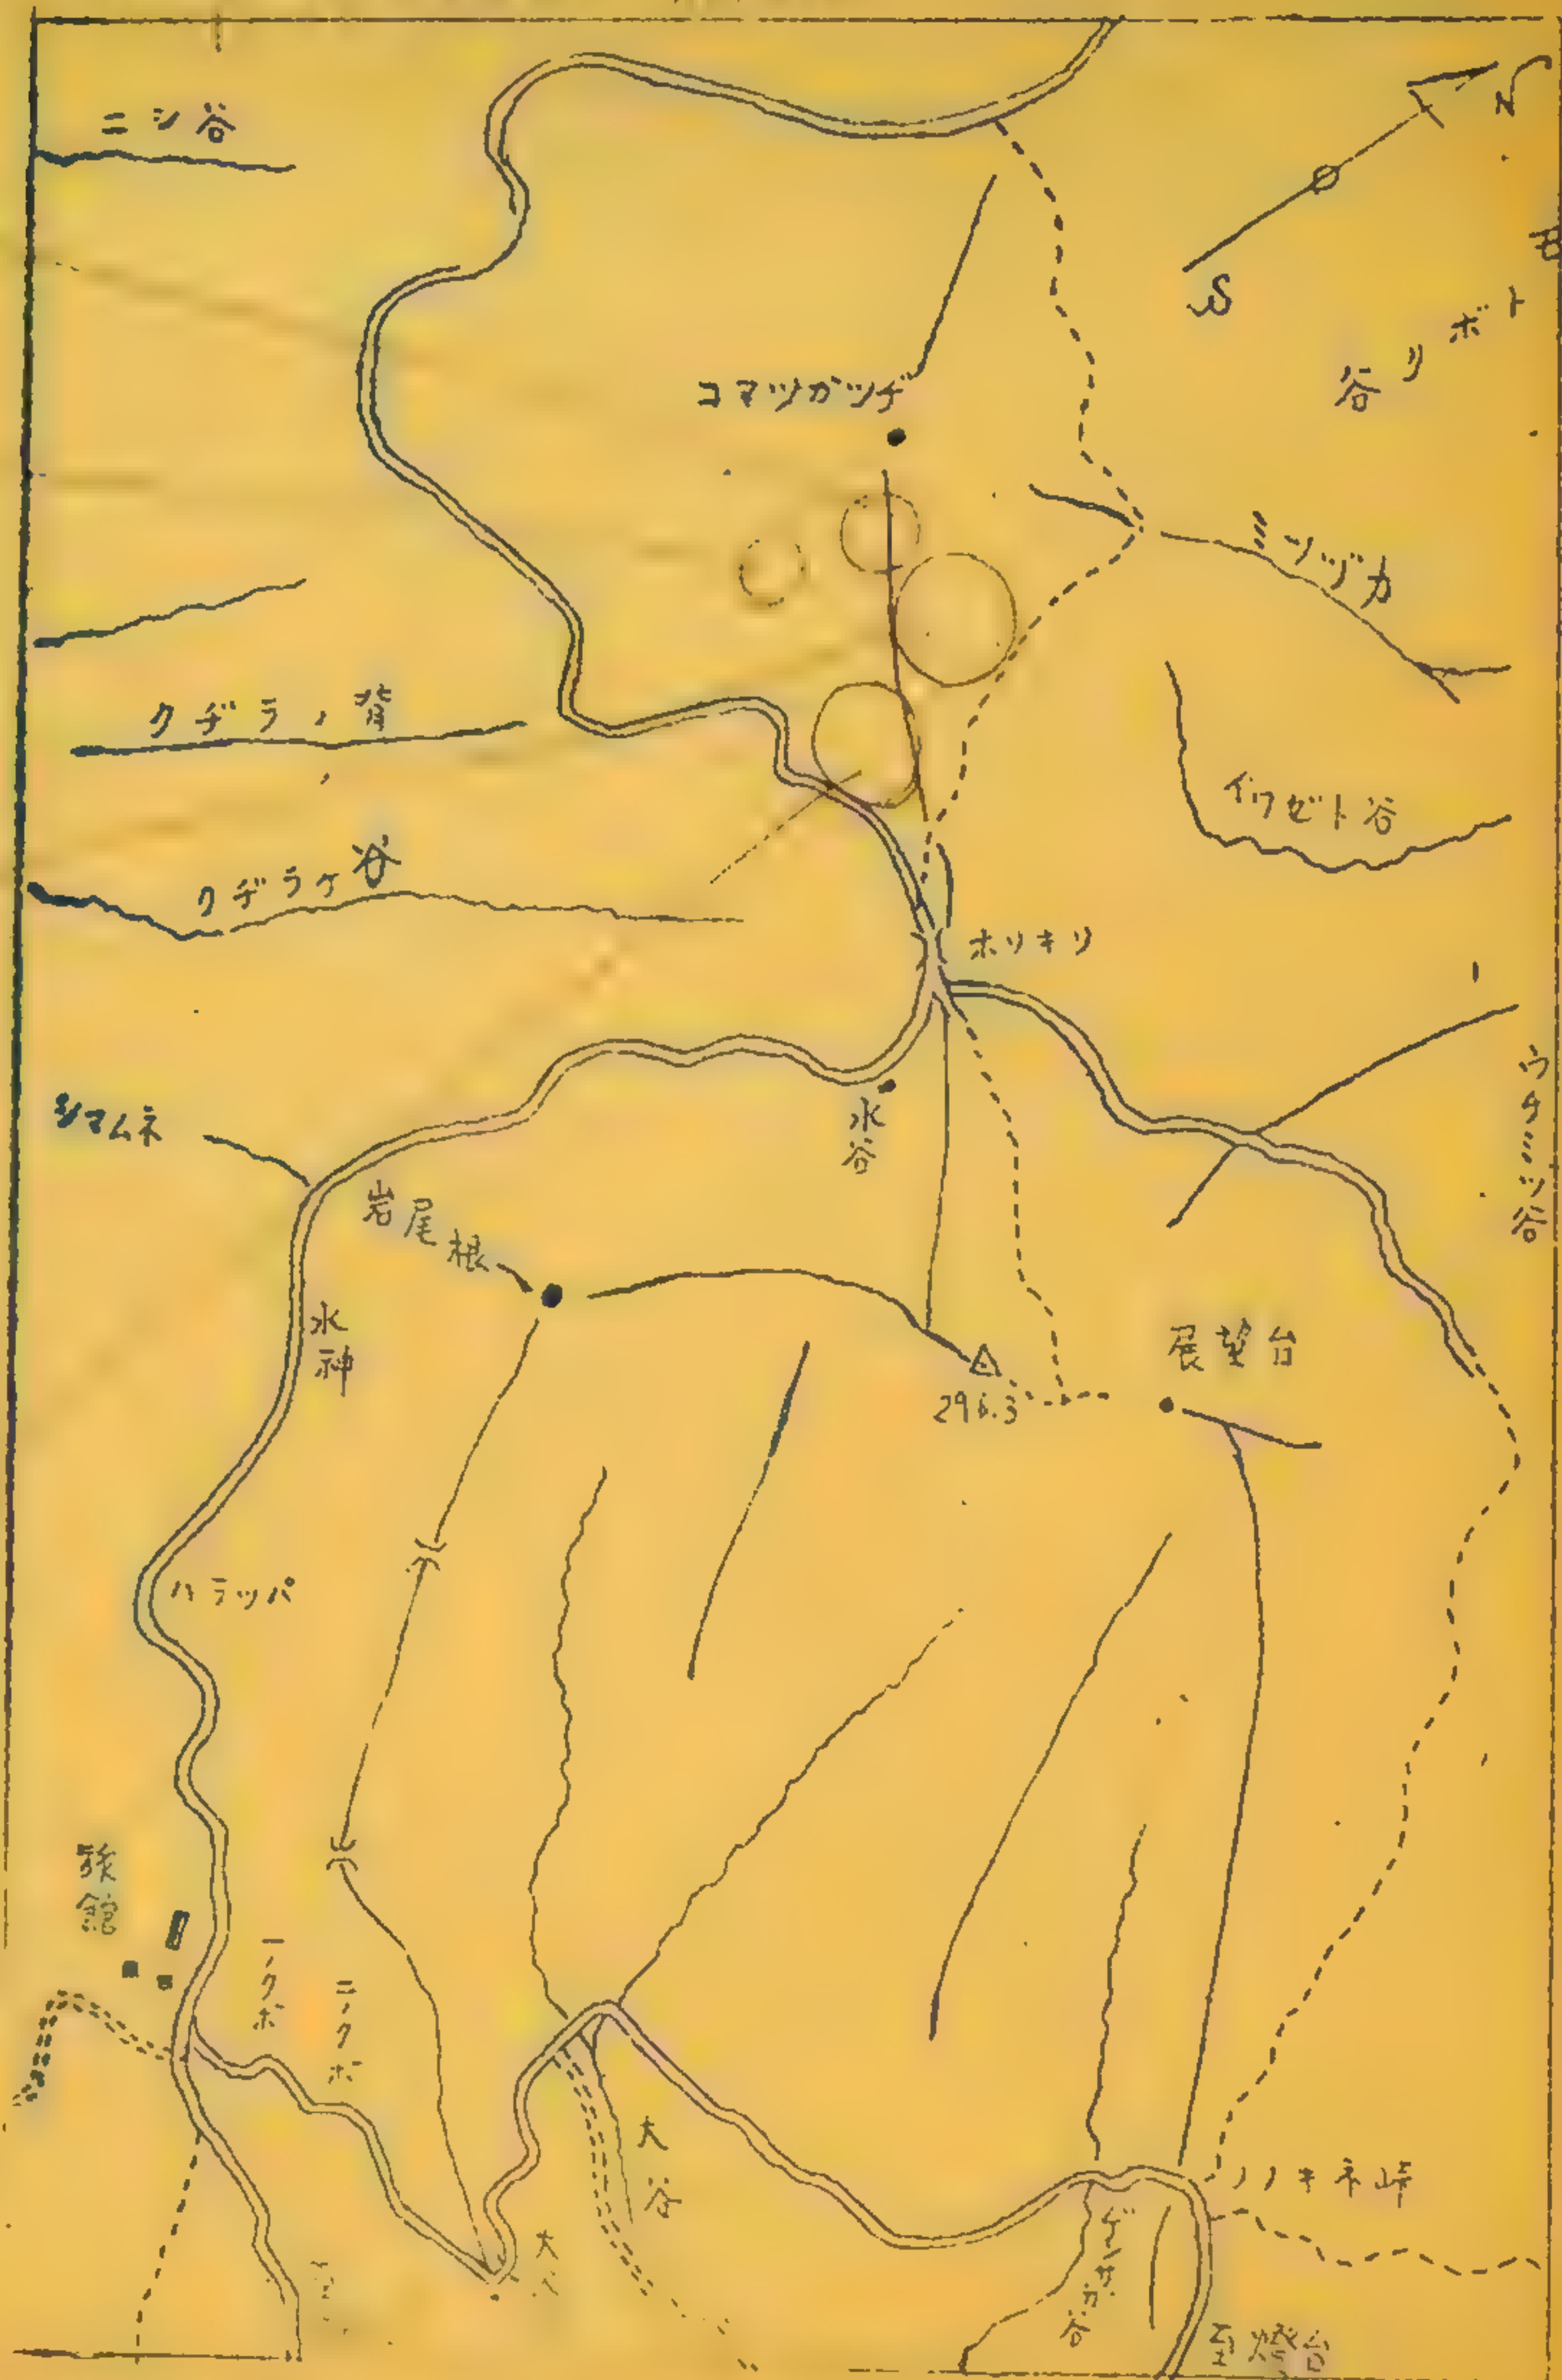 ニシ谷
N
S
トボリ谷
コマツガツヂ
ミツヅカ
クヂラノ背
イワゼト谷
クヂラケ谷
ホリキリ
シマムネ
水谷
ウチミツ谷
岩尾根
水神
展望台
296.3
ハラッパ
旅館
一ノクボ
二ノクボ
大谷
ノノキネ峠
谷
至燈台